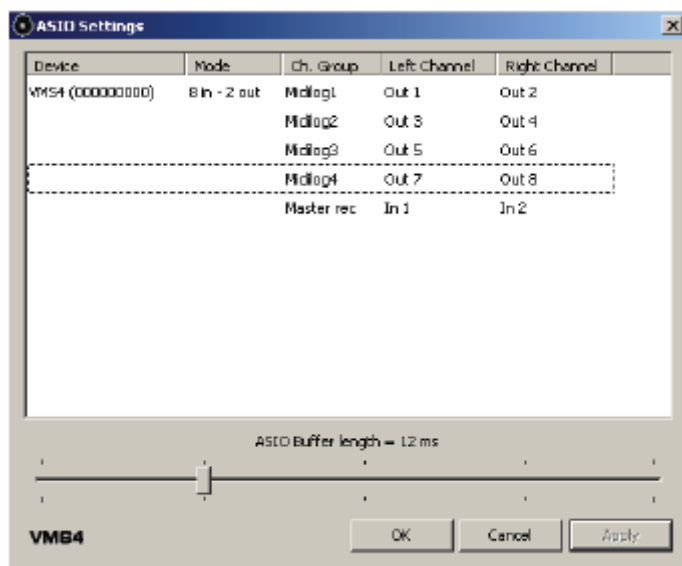 ASIO Settings
Device Mode Ch. Group Left Channel Right Channel
VMS4 (000000000) 8 in - 2 out Midilog1 Out 1 Out 2
Midilog2 Out 3 Out 4
Midilog3 Out 5 Out 6
Midilog4 Out 7 Out 8
Master rec In 1 In 2
ASIO Buffer length = 12 ms
VMS4 OK Cancel Apply